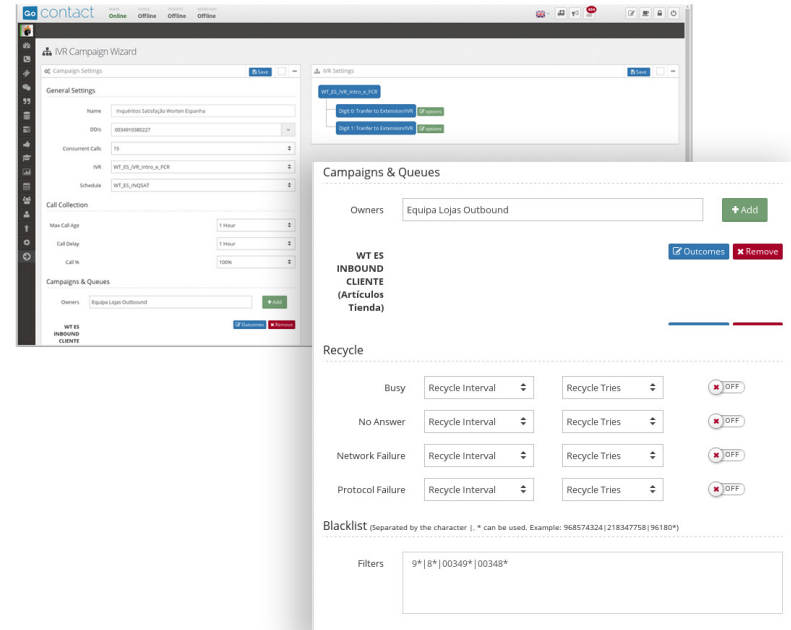 Go contact
MAIN
Online
VOICE
Offline
TICKETS
Offline
WEBCHAT
Offline
IVR Campaign Wizard
Campaign Settings
Save
General Settings
Name
Inquéritos Satisfação Worten Espanha
DDIs
0034910380227
Concurrent Calls
15
IVR
WT_ES_IVR_Intro_e_FCR
Schedule
WT_ES_INQSAT
Call Collection
Max Call Age
1 Hour
Call Delay
1 Hour
Call %
100%
Campaigns & Queues
Owners
Equipa Lojas Outbound
+Add
WT ES
INBOUND
CLIENTE
Outcomes
Remove
IVR Settings
Save
WT_ES_IVR_Intro_e_FCR
Digit 0: Tranfer to Extension/IVR
options
Digit 1: Tranfer to Extension/IVR
options
Campaigns & Queues
Owners
Equipa Lojas Outbound
+Add
WT ES
INBOUND
CLIENTE
(Artículos
Tienda)
Outcomes
Remove
Recycle
Busy
Recycle Interval
Recycle Tries
OFF
No Answer
Recycle Interval
Recycle Tries
OFF
Network Failure
Recycle Interval
Recycle Tries
OFF
Protocol Failure
Recycle Interval
Recycle Tries
OFF
Blacklist (Separated by the character |, * can be used. Example: 968574324|218347758|96180*)
Filters
9*|8*|00349*|00348*